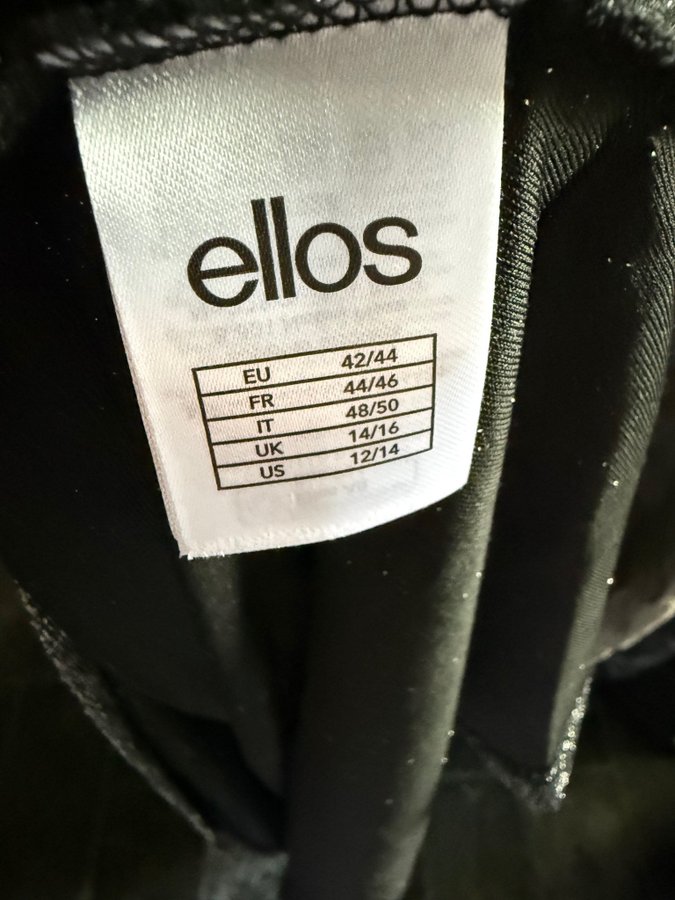 ellos
EU 42/44
FR 44/46
IT 48/50
UK 14/16
US 12/14